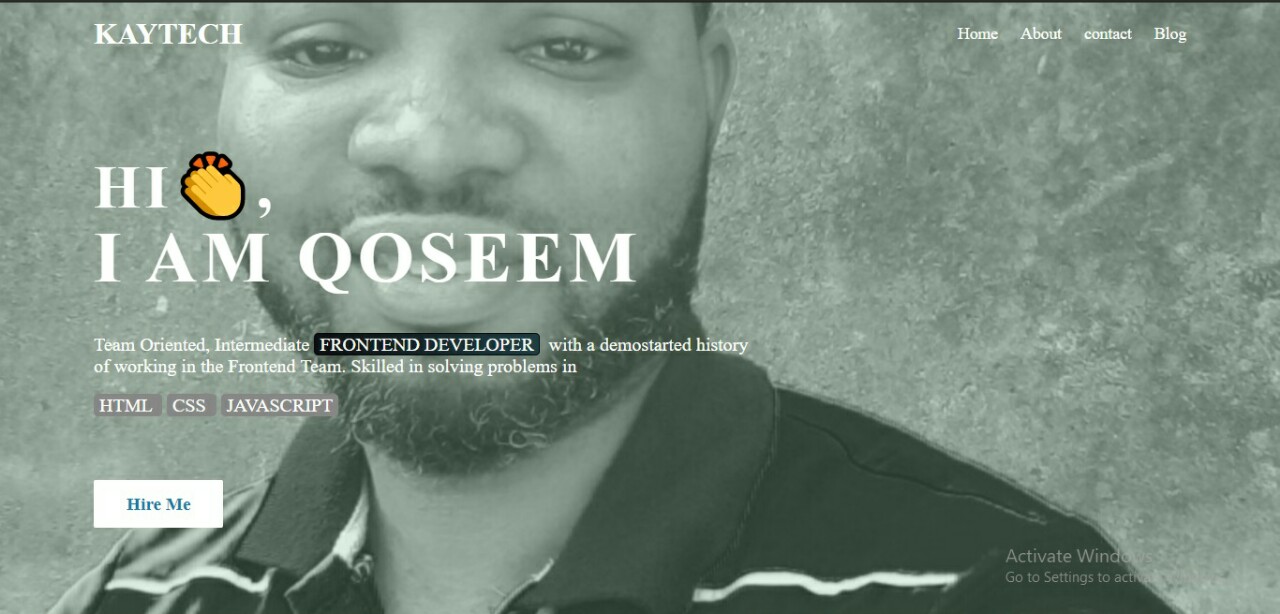 KAYTECH Home About contact Blog
HI👏,
I AM QOSEEM
Team Oriented, Intermediate FRONTEND DEVELOPER with a demostarted history
of working in the Frontend Team. Skilled in solving problems in
HTML CSS JAVASCRIPT
Hire Me
Activate Windows
Go to Settings to